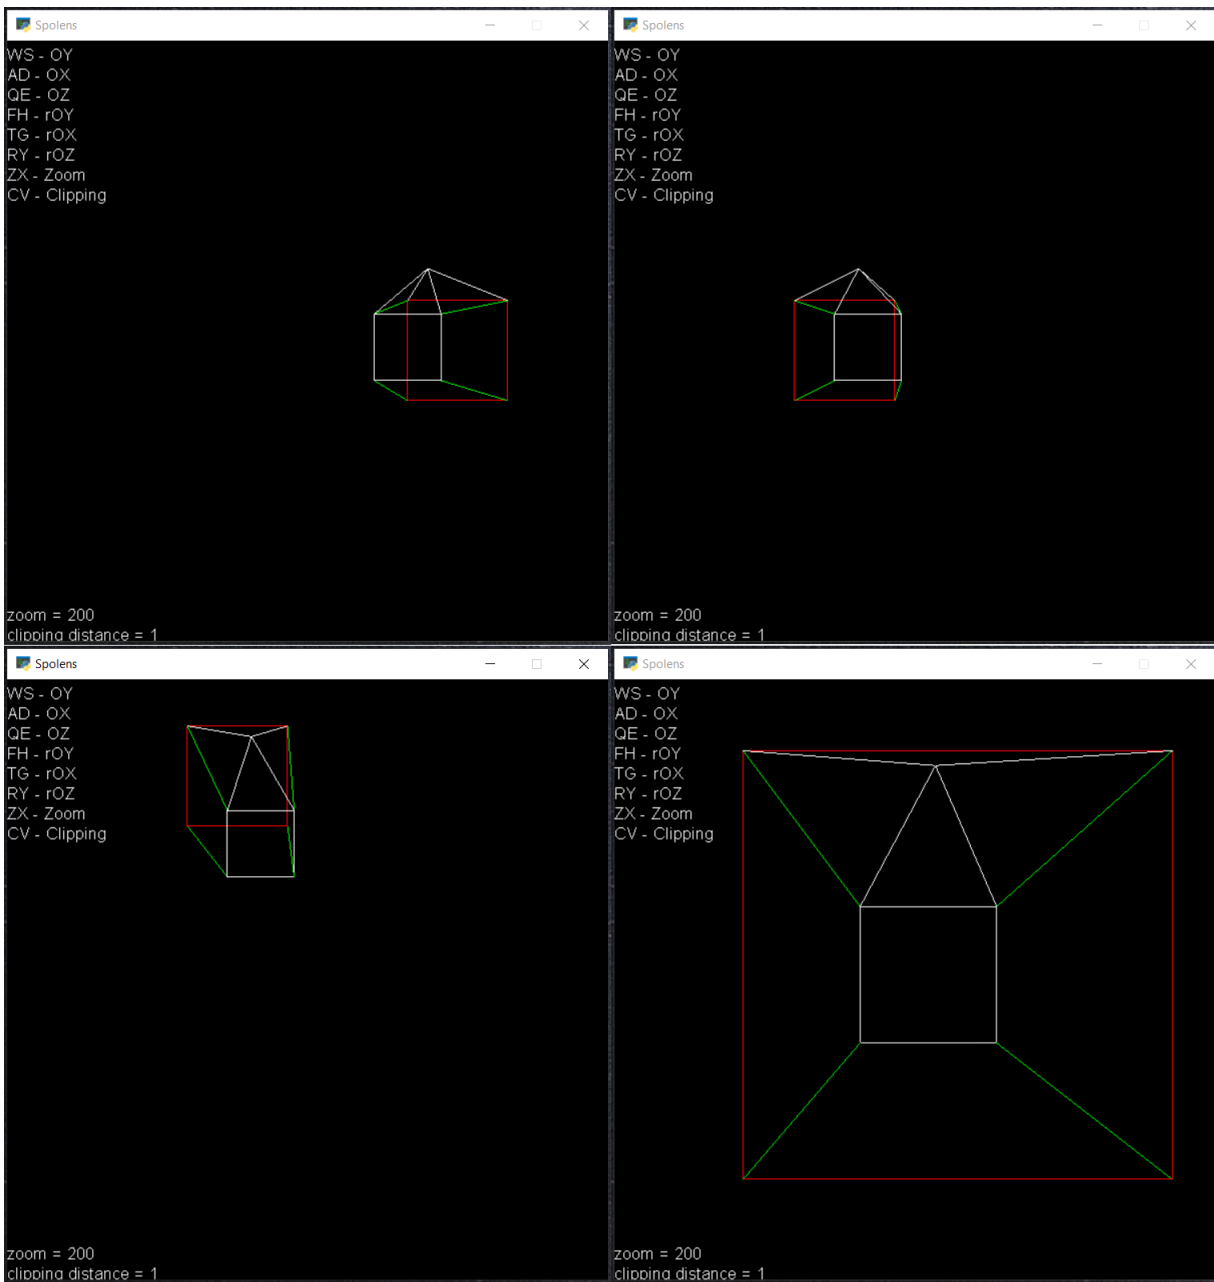 Spolens
WS - OY
AD - OX
QE - OZ
FH - rOY
TG - rOX
RY - rOZ
ZX - Zoom
CV - Clipping
zoom = 200
clipping distance = 1
Spolens
WS - OY
AD - OX
QE - OZ
FH - rOY
TG - rOX
RY - rOZ
ZX - Zoom
CV - Clipping
zoom = 200
clipping distance = 1
Spolens
WS - OY
AD - OX
QE - OZ
FH - rOY
TG - rOX
RY - rOZ
ZX - Zoom
CV - Clipping
zoom = 200
clipping distance = 1
Spolens
WS - OY
AD - OX
QE - OZ
FH - rOY
TG - rOX
RY - rOZ
ZX - Zoom
CV - Clipping
zoom = 200
clipping distance = 1